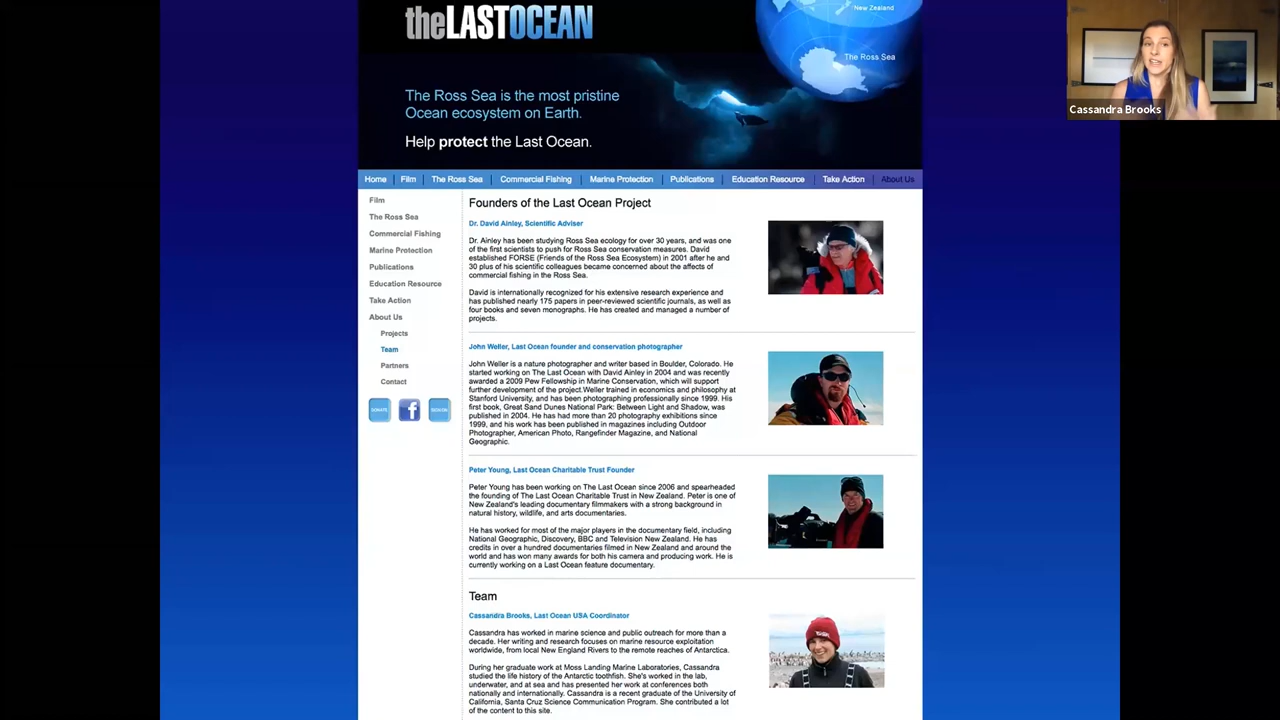 theLASTOCEAN
New Zealand
The Ross Sea
The Ross Sea is the most pristine
Ocean ecosystem on Earth.
Help protect the Last Ocean.
Cassandra Brooks
Home Film The Ross Sea Commercial Fishing Marine Protection Publications Education Resource Take Action About Us
Film
The Ross Sea
Commercial Fishing
Marine Protection
Publications
Education Resource
Take Action
About Us
Projects
Team
Partners
Contact
DONATE
f
SIGN ON
Founders of the Last Ocean Project
Dr. David Ainley, Scientific Adviser
Dr. Ainley has been studying Ross Sea ecology for over 30 years, and was one
of the first scientists to push for Ross Sea conservation measures. David
established FORSE (Friends of the Ross Sea Ecosystem) in 2001 after he and
30 plus of his scientific colleagues became concerned about the affects of
commercial fishing in the Ross Sea.
David is internationally recognized for his extensive research experience and
has published nearly 175 papers in peer-reviewed scientific journals, as well as
four books and seven monographs. He has created and managed a number of
projects.
John Weller, Last Ocean founder and conservation photographer
John Weller is a nature photographer and writer based in Boulder, Colorado. He
started working on The Last Ocean with David Ainley in 2004 and was recently
awarded a 2009 Pew Fellowship in Marine Conservation, which will support
further development of the project.Weller trained in economics and philosophy at
Stanford University, and has been photographing professionally since 1999. His
first book, Great Sand Dunes National Park: Between Light and Shadow, was
published in 2004. He has had more than 20 photography exhibitions since
1999, and his work has been published in magazines including Outdoor
Photographer, American Photo, Rangefinder Magazine, and National
Geographic.
Peter Young, Last Ocean Charitable Trust Founder
Peter Young has been working on The Last Ocean since 2006 and spearheaded
the founding of The Last Ocean Charitable Trust in New Zealand. Peter is one of
New Zealand's leading documentary filmmakers with a strong background in
natural history, wildlife, and arts documentaries.
He has worked for most of the major players in the documentary field, including
National Geographic, Discovery, BBC and Television New Zealand. He has
credits in over a hundred documentaries filmed in New Zealand and around the
world and has won many awards for both his camera and producing work. He is
currently working on a Last Ocean feature documentary.
Team
Cassandra Brooks, Last Ocean USA Coordinator
Cassandra has worked in marine science and public outreach for more than a
decade. Her writing and research focuses on marine resource exploitation
worldwide, from local New England Rivers to the remote reaches of Antarctica.
During her graduate work at Moss Landing Marine Laboratories, Cassandra
studied the life history of the Antarctic toothfish. She's worked in the lab,
underwater, and at sea and has presented her work at conferences both
nationally and internationally. Cassandra is a recent graduate of the University of
California, Santa Cruz Science Communication Program. She contributed a lot
of the content to this site.